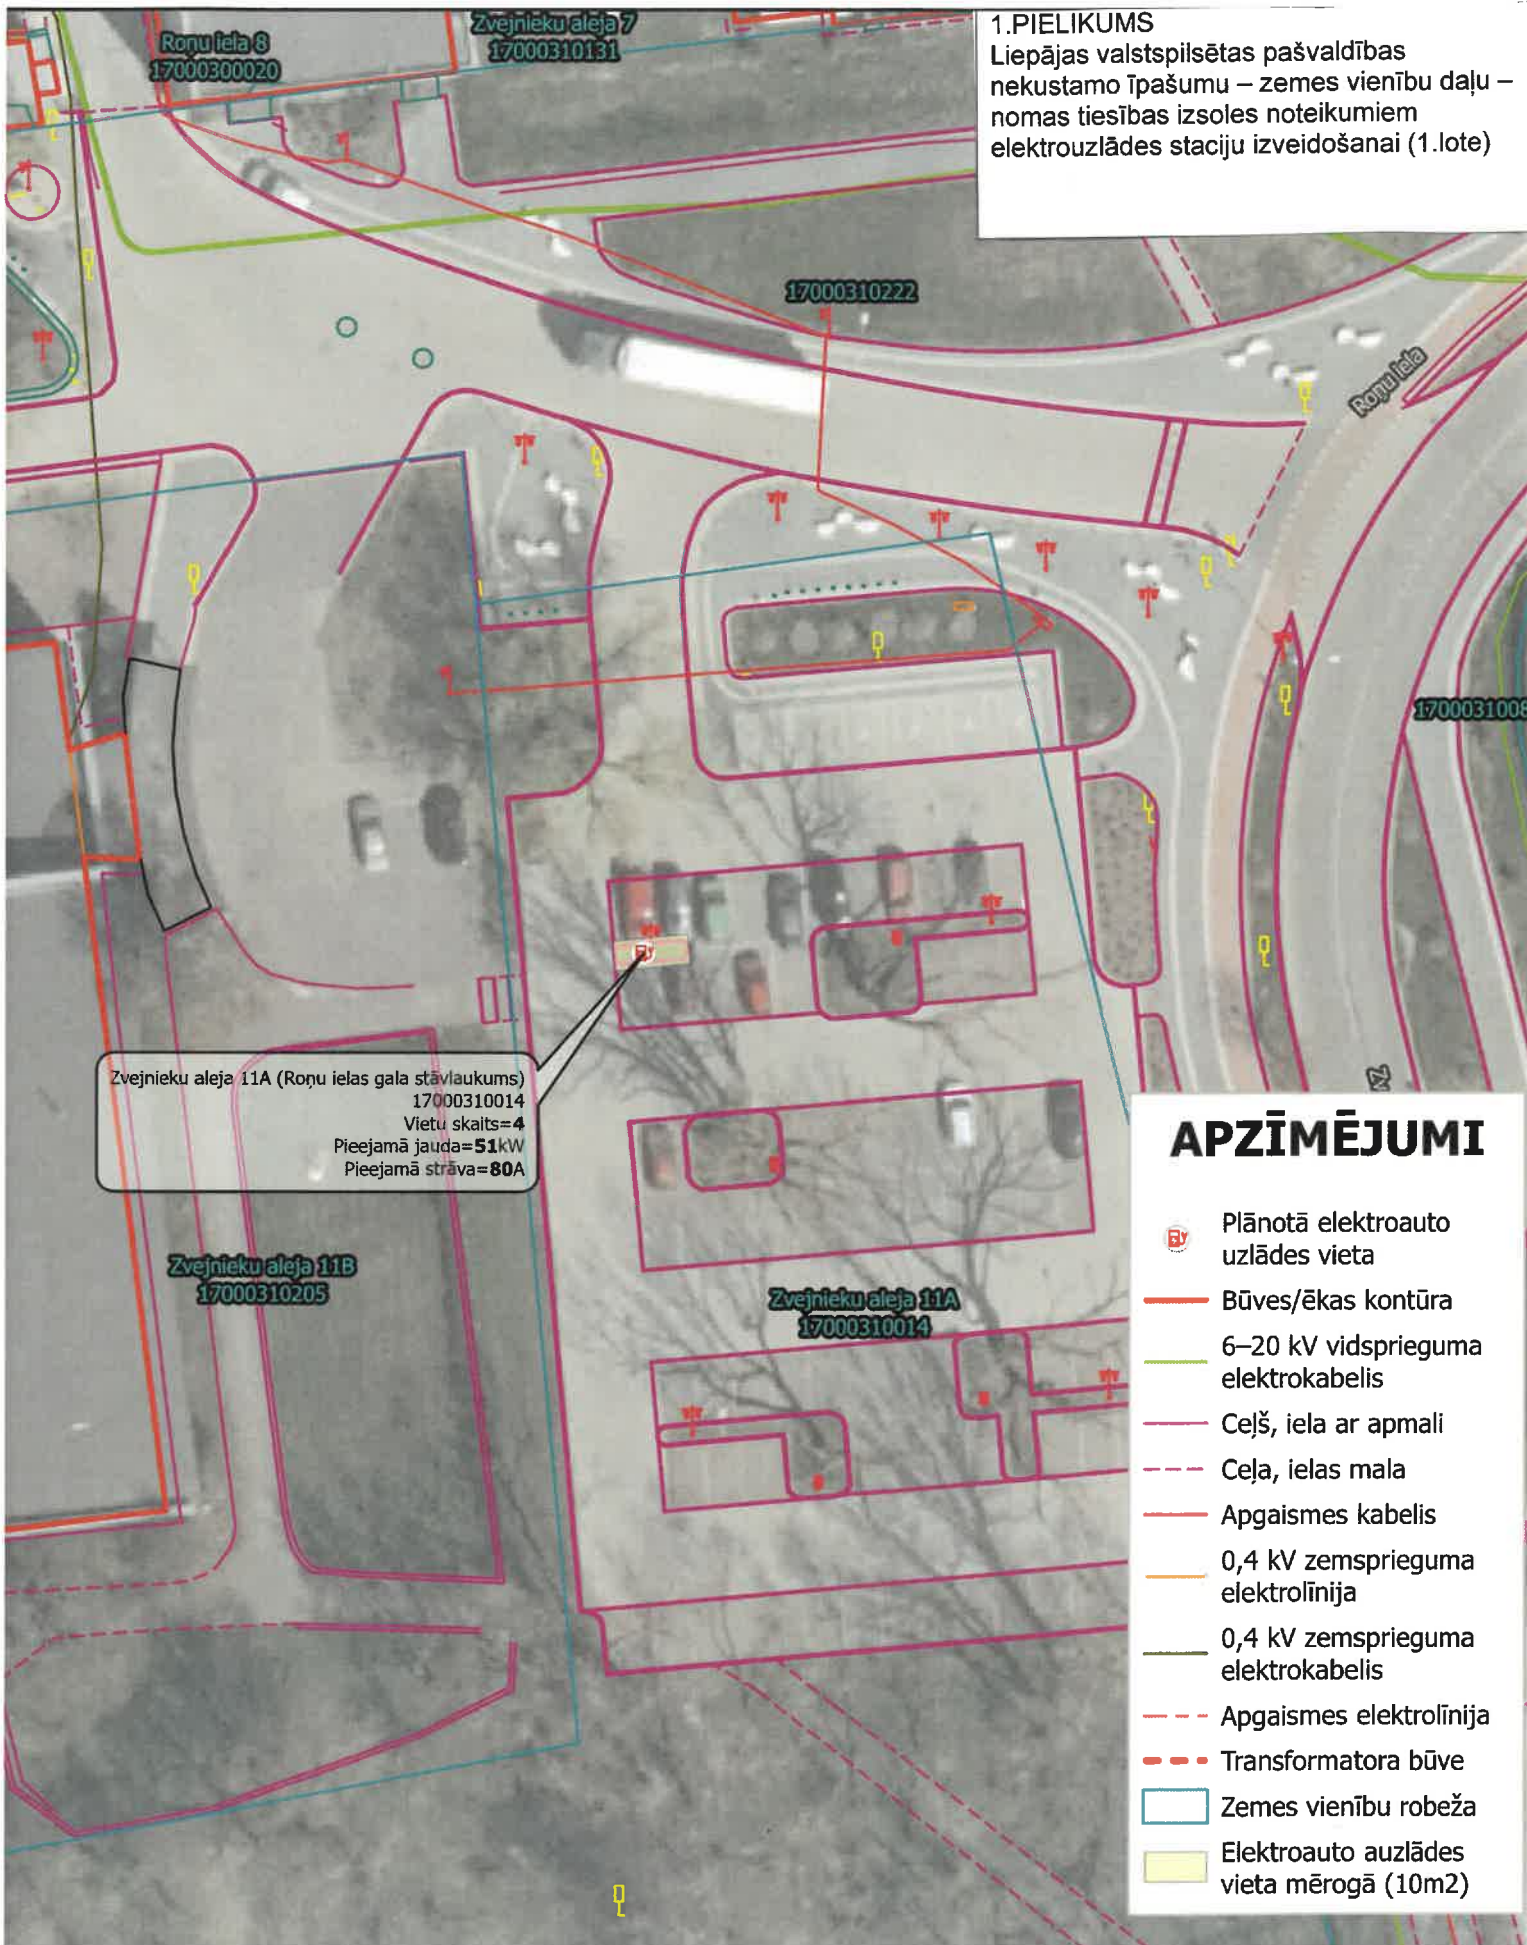 1.PIELIKUMS
Liepājas valstspilsētas pašvaldības
nekustamo īpašumu – zemes vienību daļu –
nomas tiesības izsoles noteikumiem
elektrouzlādes staciju izveidošanai (1.lote)
Zvejnieku aleja 7
17000310131
Roņu iela 8
17000300020
17000310222
Roņu iela
1700031008
Zvejnieku aleja 11A (Roņu ielas gala stāvlaukums)
17000310014
Vietu skaits=4
Pieejamā jauda=51kW
Pieejamā strāva=80A
Zvejnieku aleja 11B
17000310205
Zvejnieku aleja 11A
17000310014
APZĪMĒJUMI
Plānotā elektroauto
uzlādes vieta
Būves/ēkas kontūra
6–20 kV vidsprieguma
elektrokabelis
Ceļš, iela ar apmali
Ceļa, ielas mala
Apgaismes kabelis
0,4 kV zemsprieguma
elektrolīnija
0,4 kV zemsprieguma
elektrokabelis
Apgaismes elektrolīnija
Transformatora būve
Zemes vienību robeža
Elektroauto auzlādes
vieta mērogā (10m2)